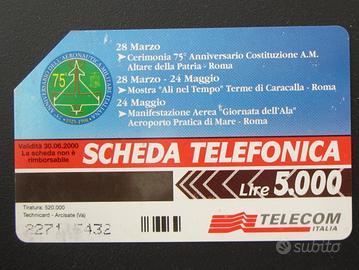 28 Marzo
Cerimonia 75° Anniversario Costituzione A.M.
Altare della Patria - Roma
28 Marzo - 24 Maggio
Mostra "Ali nel Tempo" Terme di Caracalla - Roma
24 Maggio
Manifestazione Aerea "Giornata dell'Ala"
Aeroporto Pratica di Mare - Roma
75°
Validità 30.06.2000
La scheda non è
rimborsabile
SCHEDA TELEFONICA
Lire 5.000
Tiratura: 520.000
Technicard - Arcisate (Va)
TELECOM
ITALIA
subito